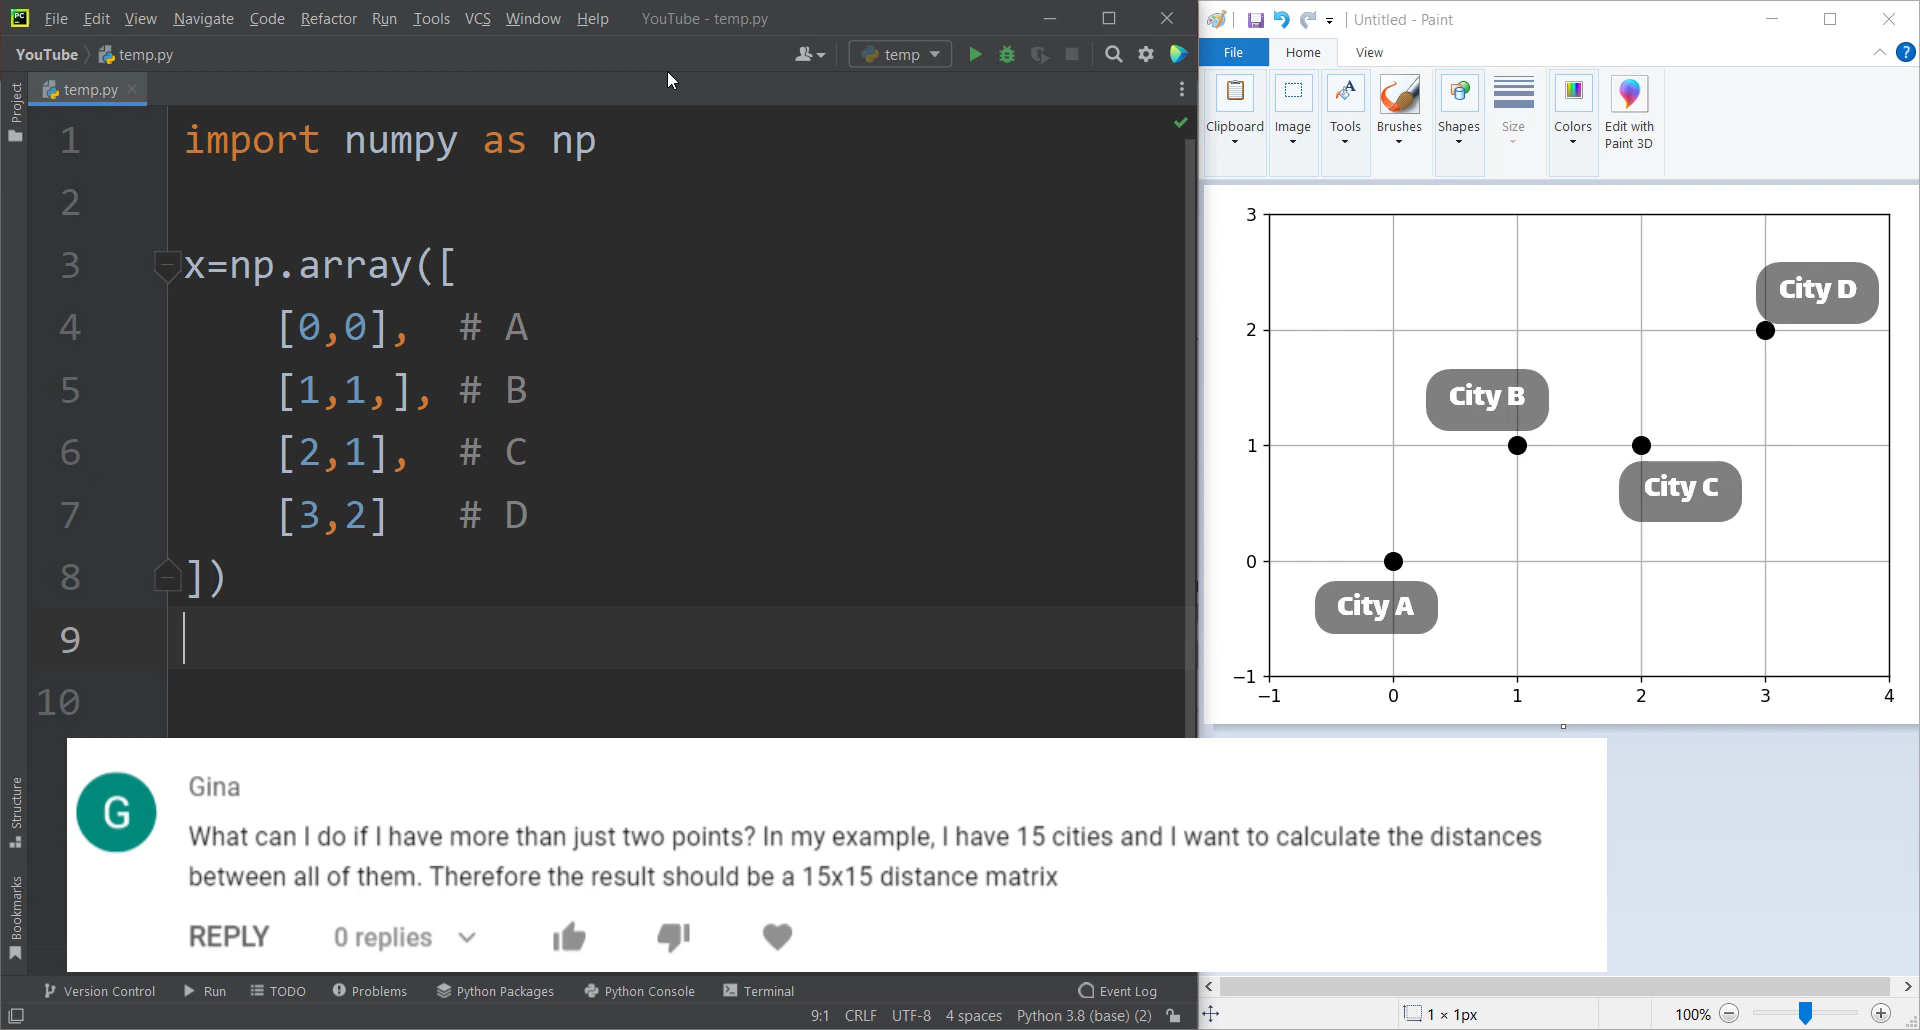 PC File Edit View Navigate Code Refactor Run Tools VCS Window Help YouTube - temp.py
YouTube temp.py temp
Project
temp.py
1 import numpy as np
2
3 x=np.array([
4 [0,0], # A
5 [1,1,], # B
6 [2,1], # C
7 [3,2] # D
8 ])
9
10
Structure
Bookmarks
Untitled - Paint
File Home View
Clipboard Image Tools Brushes Shapes Size Colors Edit with
Paint 3D
3
City D
2
City B
1
City C
0
City A
−1
−1 0 1 2 3 4
G
Gina
What can I do if I have more than just two points? In my example, I have 15 cities and I want to calculate the distances
between all of them. Therefore the result should be a 15x15 distance matrix
REPLY 0 replies
Version Control Run TODO Problems Python Packages Python Console Terminal Event Log
9:1 CRLF UTF-8 4 spaces Python 3.8 (base) (2)
1 × 1px 100%